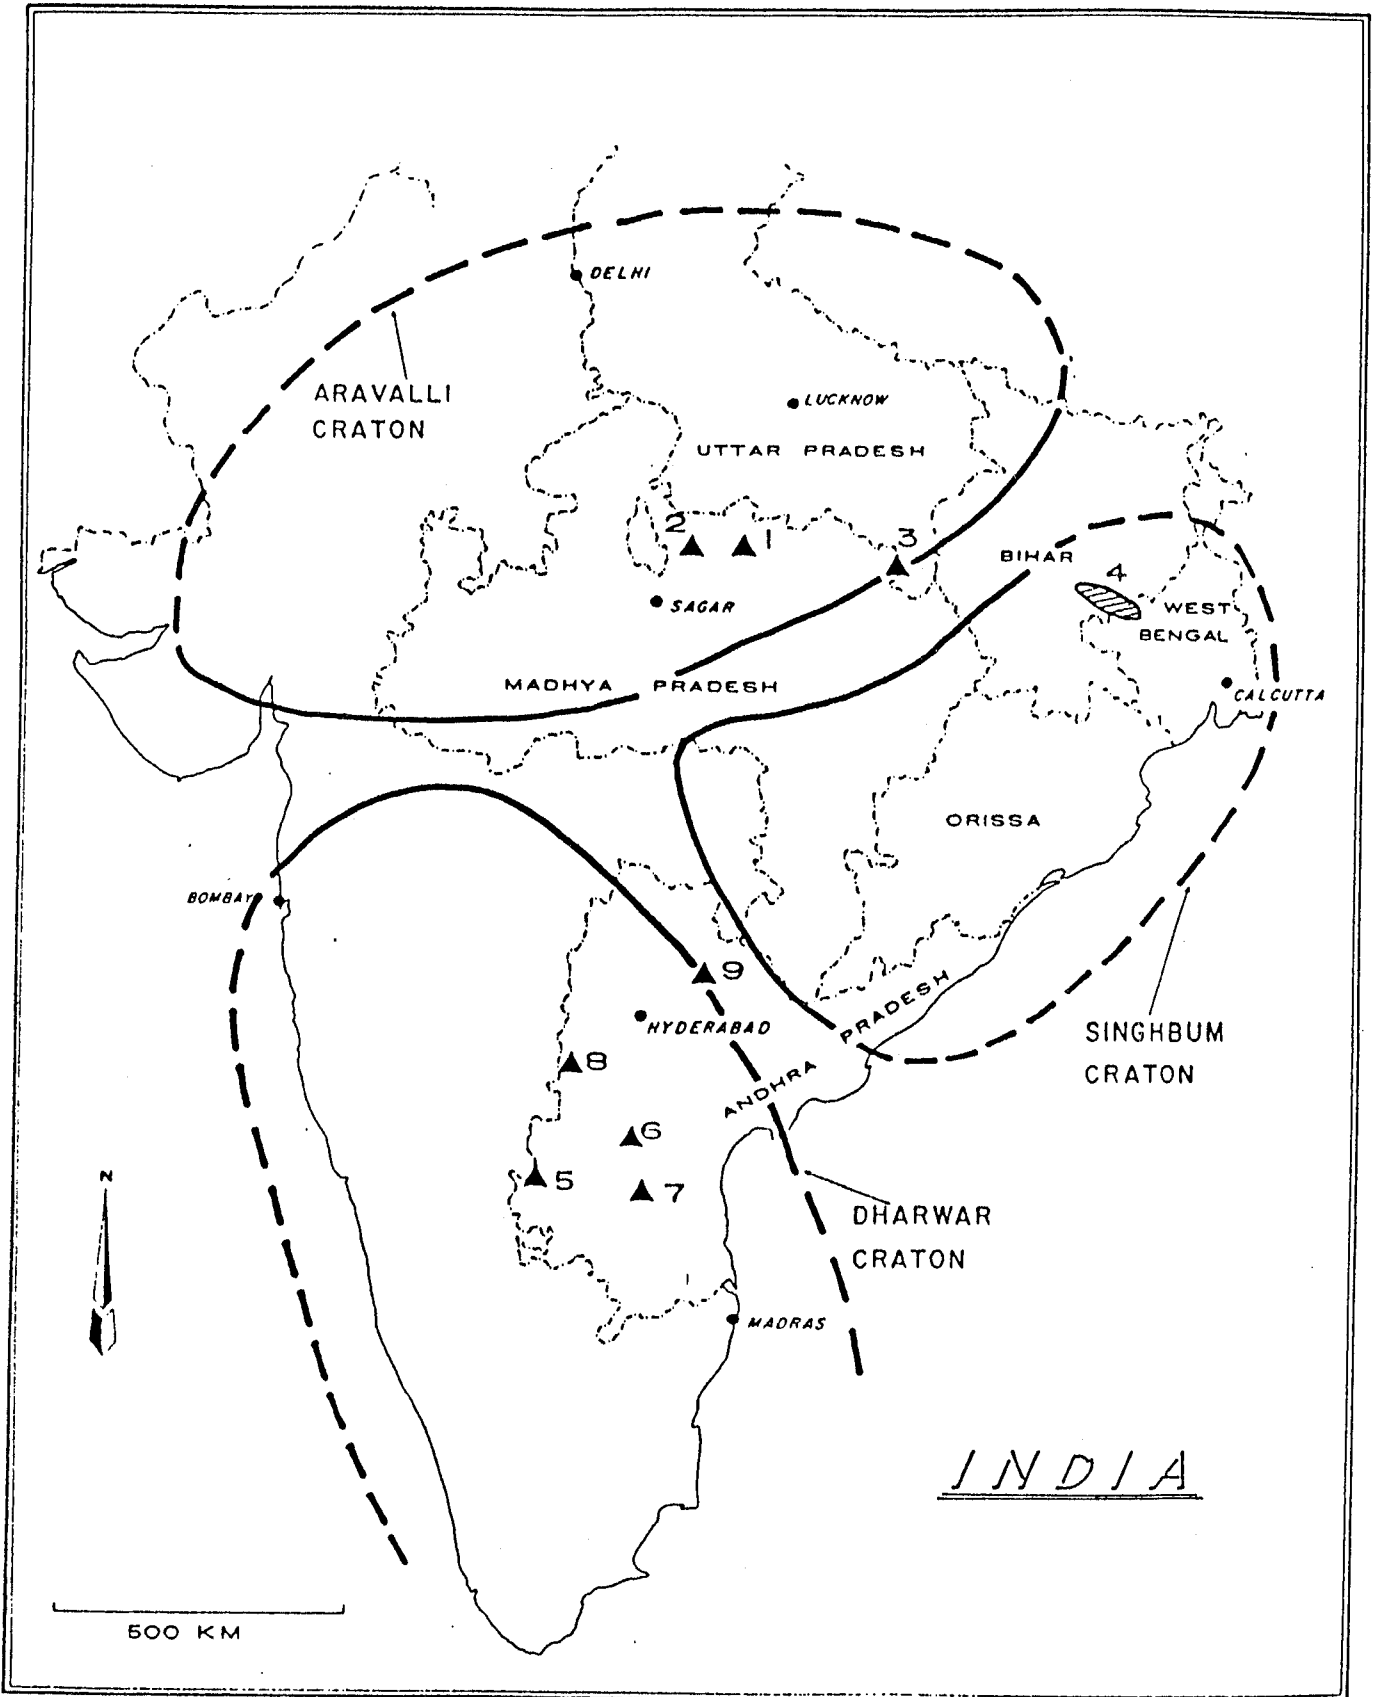 DELHI
ARAVALLI
CRATON
LUCKNOW
UTTAR PRADESH
2
1
3
BIHAR
4
SAGAR
WEST
BENGAL
MADHYA PRADESH
CALCUTTA
ORISSA
BOMBAY
9
HYDERABAD
ANDHRA PRADESH
SINGHBUM
CRATON
8
6
5
7
N
DHARWAR
CRATON
MADRAS
INDIA
500 KM